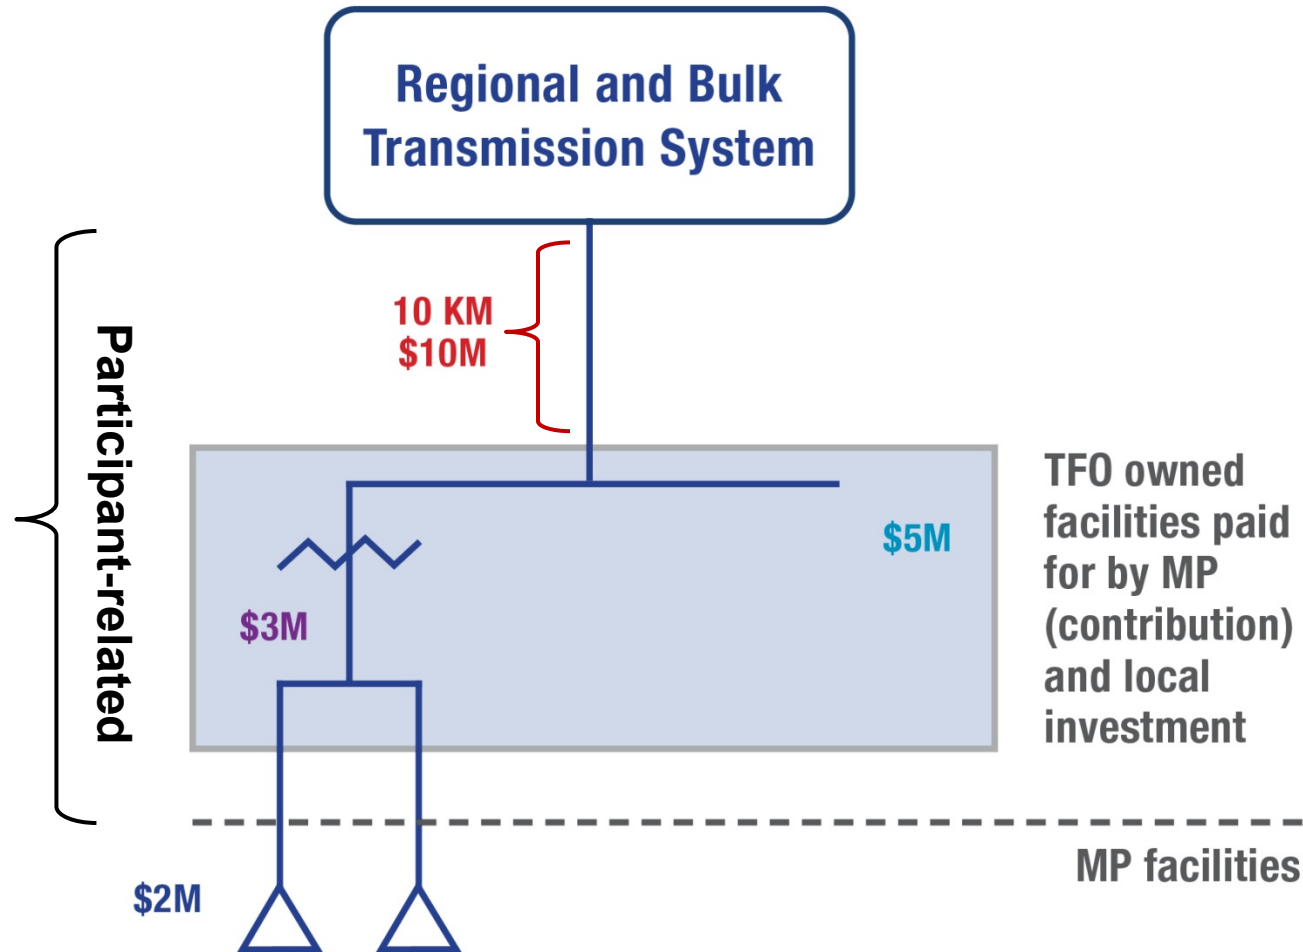 Regional and Bulk
Transmission System
10 KM
$10M
Participant-related
TFO owned
facilities paid
for by MP
(contribution)
and local
investment
$5M
$3M
MP facilities
$2M